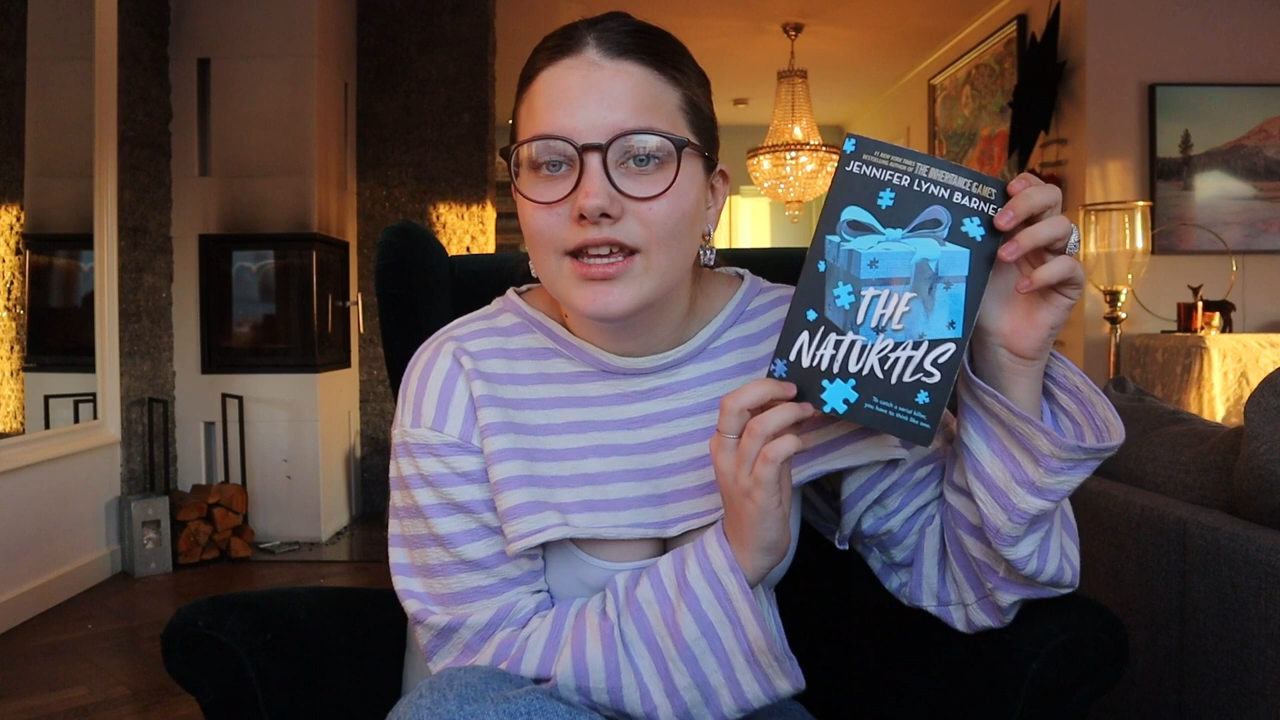 #1 NEW YORK TIMES
BESTSELLING AUTHOR OF THE INHERITANCE GAMES
JENNIFER LYNN BARNE
THE
NATURALS
To catch a serial killer,
you have to think like one.